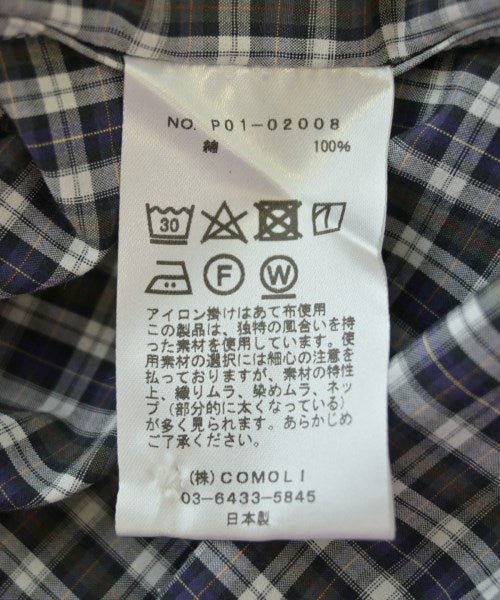 NO. P01-02008
綿 100%
30
F W
アイロン掛けはあて布使用
この製品は、独特の風合いを持
った素材を使用しています。使
用素材の選択には細心の注意を
払っておりますが、素材の特性
上、織りムラ、染めムラ、ネッ
プ(部分的に太くなっている)
が多く見られます。あらかじめ
ご了承ください。
(株)COMOLI
03-6433-5845
日本製